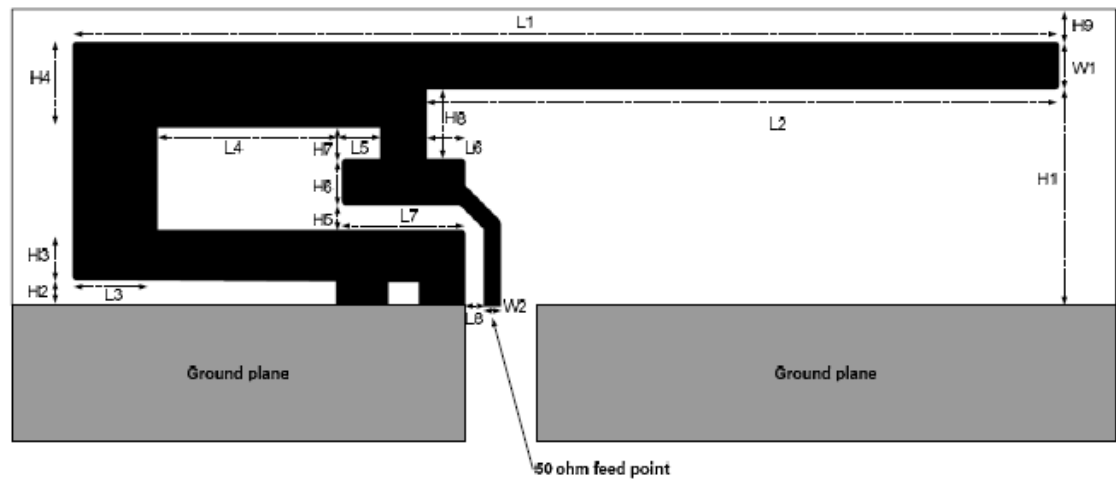 L1
H9
H4
W1
H8
L2
L4
H7
L5
L6
H6
H1
H5
L7
H3
H2
L3
L8
W2
Ground plane
Ground plane
50 ohm feed point